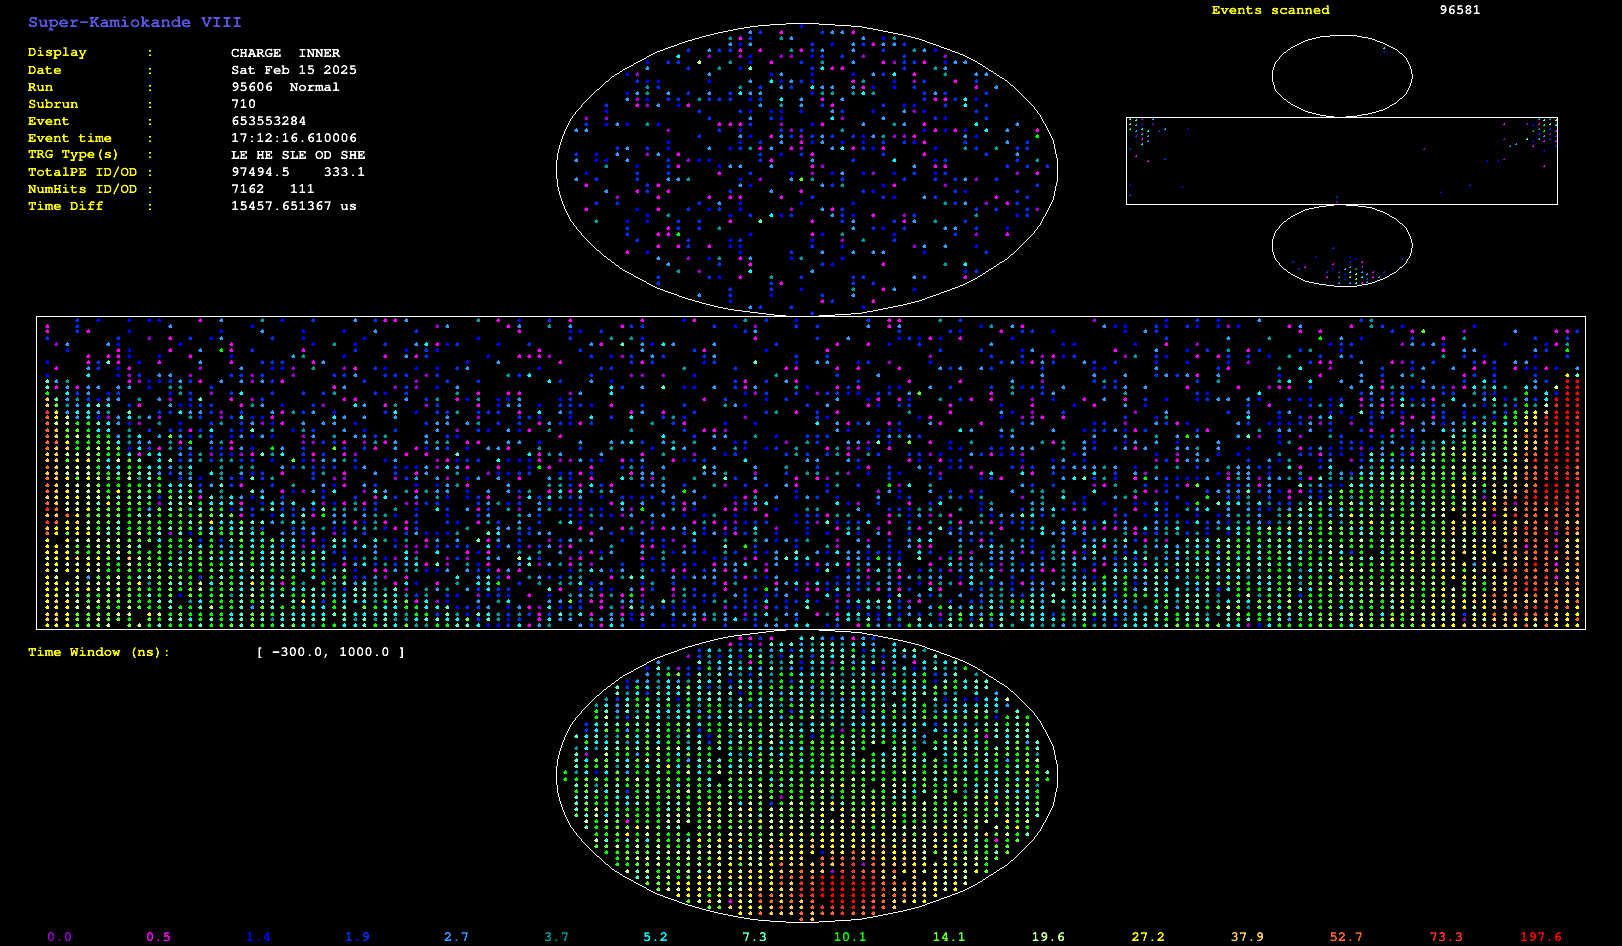 Super-Kamiokande VIII
Events scanned 96581
Display : CHARGE INNER
Date : Sat Feb 15 2025
Run : 95606 Normal
Subrun : 710
Event : 653553284
Event time : 17:12:16.610006
TRG Type(s) : LE HE SLE OD SHE
TotalPE ID/OD : 97494.5 333.1
NumHits ID/OD : 7162 111
Time Diff : 15457.651367 us
Time Window (ns): [ -300.0, 1000.0 ]
0.0 0.5 1.4 1.9 2.7 3.7 5.2 7.3 10.1 14.1 19.6 27.2 37.9 52.7 73.3 197.6